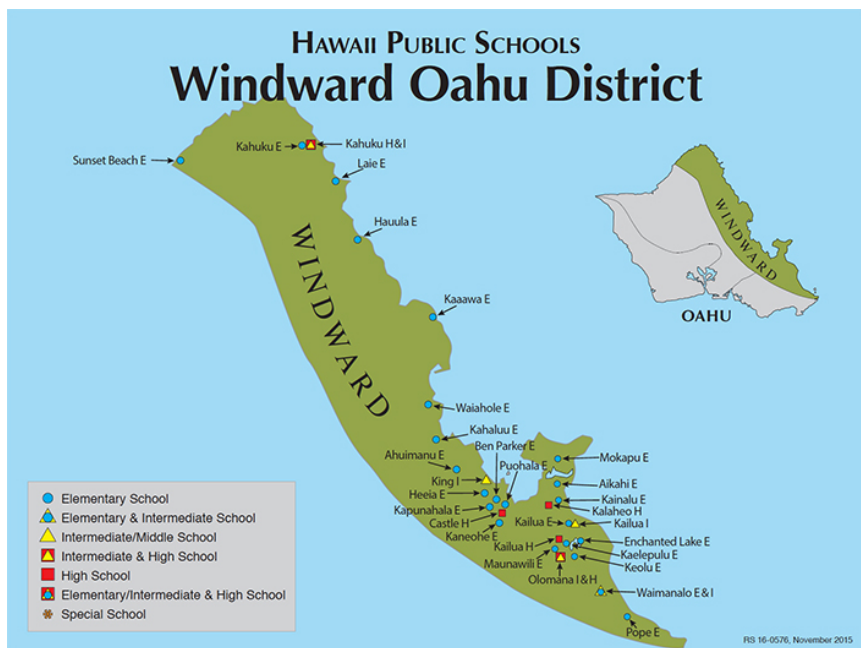 HAWAII PUBLIC SCHOOLS
Windward Oahu District
Kahuku E
Kahuku H&I
Sunset Beach E
Laie E
Hauula E
WINDWARD
WINDWARD
OAHU
Kaaawa E
Waiahole E
Kahaluu E
Ben Parker E
Ahuimanu E
Puohala E
Mokapu E
King I
Aikahi E
Heeia E
Kainalu E
Kapunahala E
Kalaheo H
Castle H
Kailua E
Kailua I
Kaneohe E
Kailua H
Enchanted Lake E
Kaelepulu E
Maunawili E
Keolu E
Olomana I & H
Waimanalo E & I
Pope E
Elementary School
Elementary & Intermediate School
Intermediate/Middle School
Intermediate & High School
High School
Elementary/Intermediate & High School
Special School
RS 16-0576, November 2015